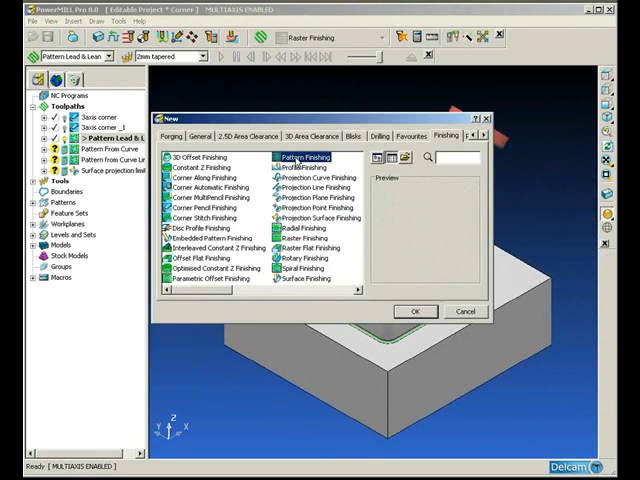 PowerMILL Pro 8.0   [ Editable Project * Corner ]   MULTIAXIS ENABLED
File View Insert Draw Tools Help
Raster Finishing
Pattern Lead & Lean
2mm tapered
NC Programs
Toolpaths
3axis corner
3axis corner _1
> Pattern Lead & L
Pattern From Curve
Pattern from Curve Lin
Surface projection limit
Tools
Boundaries
Patterns
Feature Sets
Workplanes
Levels and Sets
Models
Stock Models
Groups
Macros
New
Forging General 2.5D Area Clearance 3D Area Clearance Blisks Drilling Favourites Finishing
3D Offset Finishing
Constant Z Finishing
Corner Along Finishing
Corner Automatic Finishing
Corner MultiPencil Finishing
Corner Pencil Finishing
Corner Stitch Finishing
Disc Profile Finishing
Embedded Pattern Finishing
Interleaved Constant Z Finishing
Offset Flat Finishing
Optimised Constant Z Finishing
Parametric Offset Finishing
Pattern Finishing
Profile Finishing
Projection Curve Finishing
Projection Line Finishing
Projection Plane Finishing
Projection Point Finishing
Projection Surface Finishing
Radial Finishing
Raster Finishing
Raster Flat Finishing
Rotary Finishing
Spiral Finishing
Surface Finishing
Preview
OK
Cancel
Z
Y X
Ready [ MULTIAXIS ENABLED]
Delcam